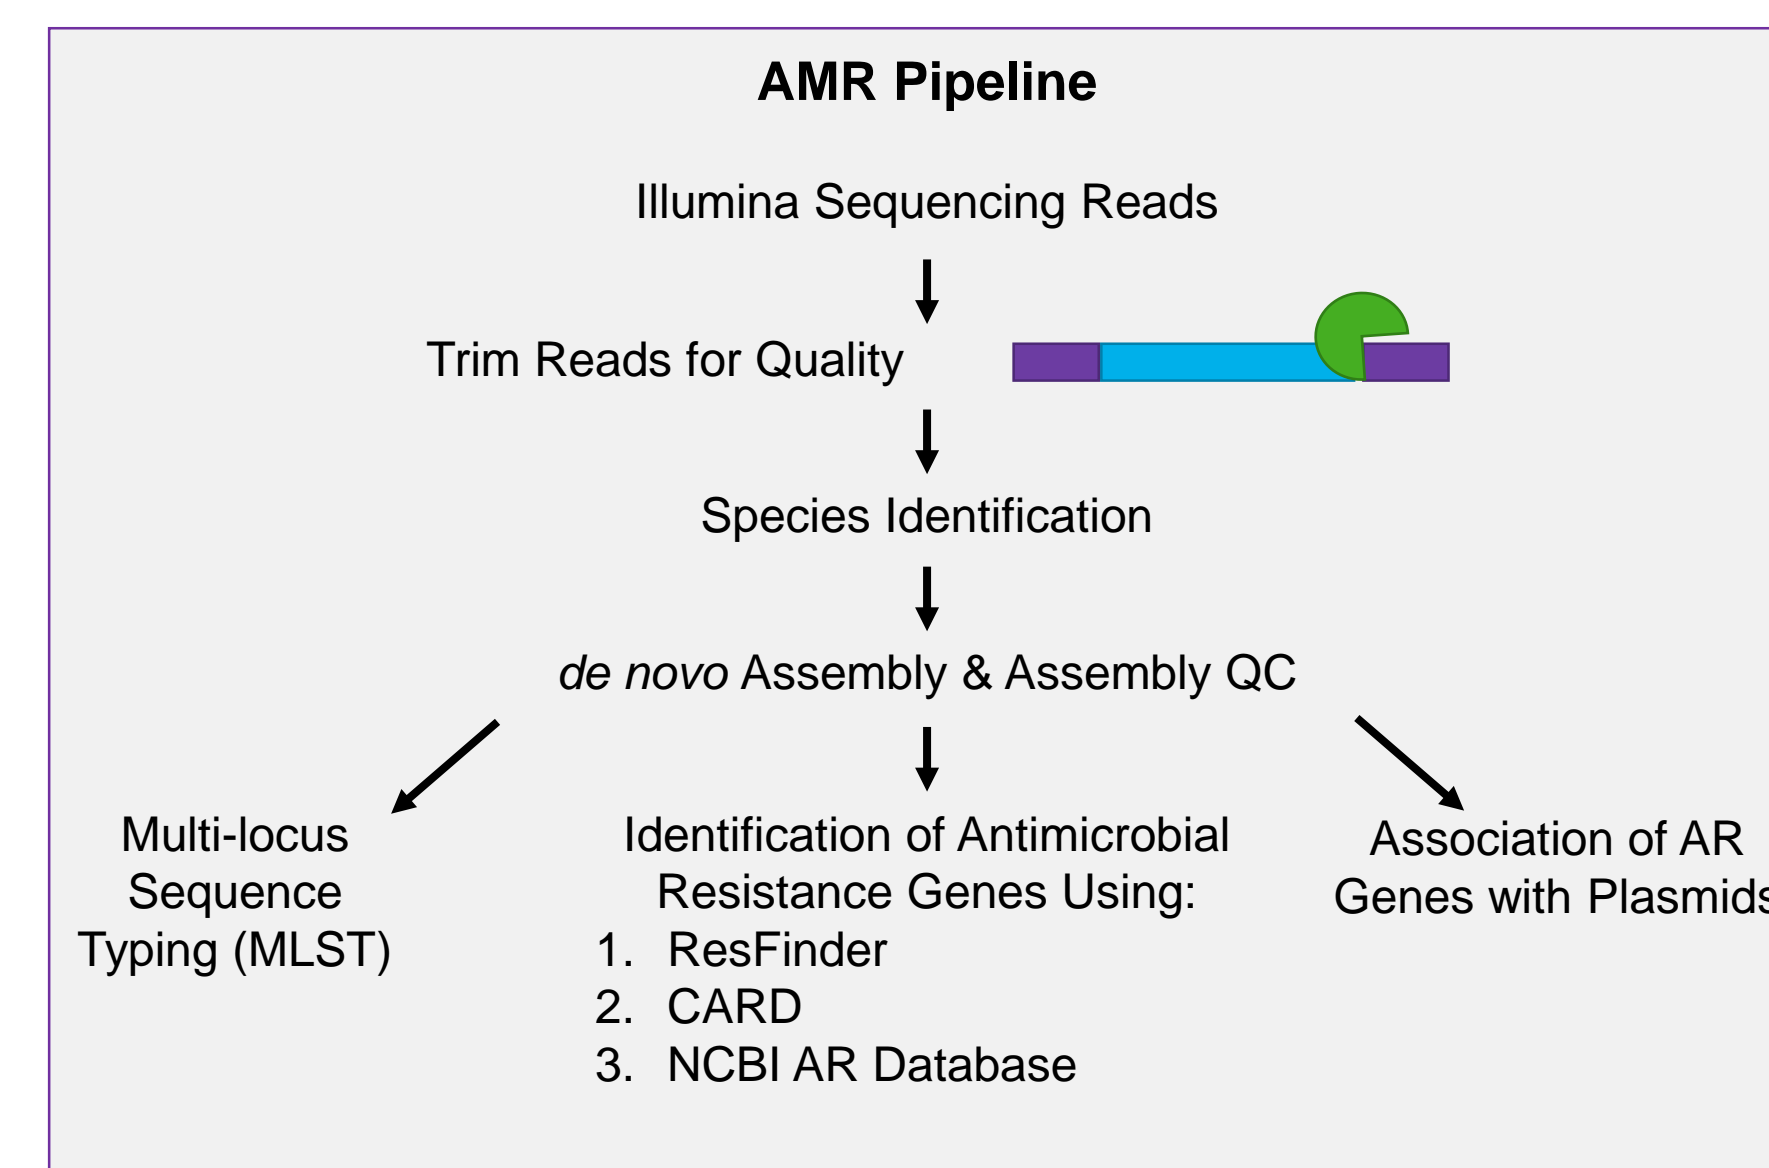 AMR Pipeline
Illumina Sequencing Reads
Trim Reads for Quality
Species Identification
de novo Assembly & Assembly QC
Multi-locus
Sequence
Typing (MLST)
Identification of Antimicrobial
Resistance Genes Using:
1. ResFinder
2. CARD
3. NCBI AR Database
Association of AR
Genes with Plasmids